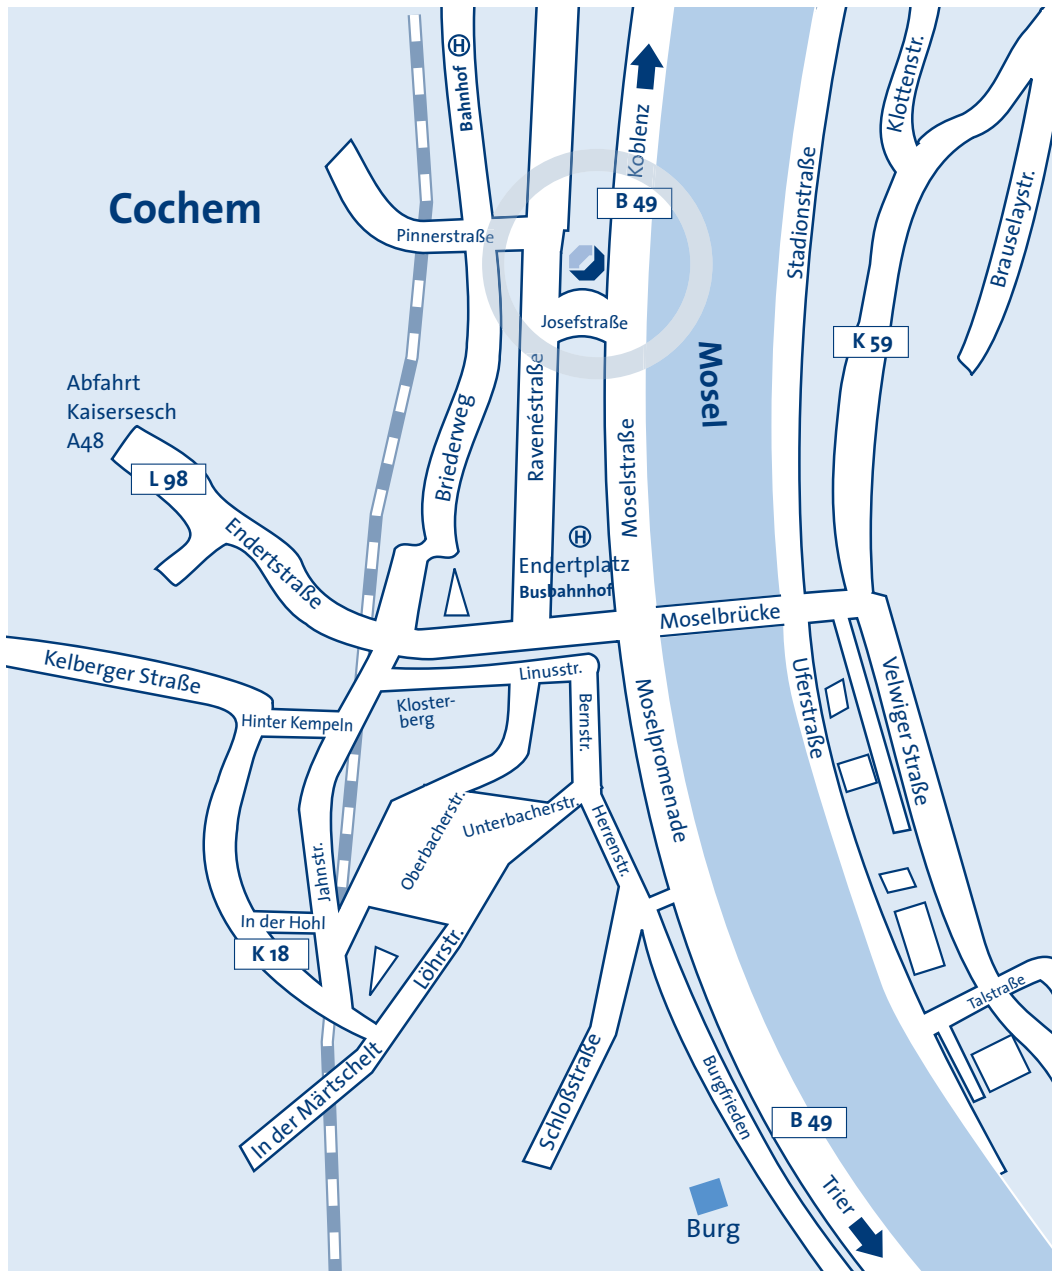 Klottenstr.
H
Bahnhof
Koblenz
Cochem
B 49
Pinnerstraße
Stadionstraße
Brauselaystr.
Josefstraße
K 59
Mosel
Abfahrt
Kaisersesch
A48
L 98
Briederweg
Ravenéstraße
Moselstraße
Endertstraße
H
Endertplatz
Busbahnhof
Moselbrücke
Kelberger Straße
Linusstr.
Hinter Kempeln
Kloster-
berg
Bernstr.
Moselpromenade
Uferstraße
Velwiger Straße
Oberbacherstr.
Unterbacherstr.
Herrenstr.
Jahnstr.
In der Hohl
K 18
Löhrstr.
Talstraße
In der Märtschelt
Schloßstraße
Burgfrieden
B 49
Trier
Burg